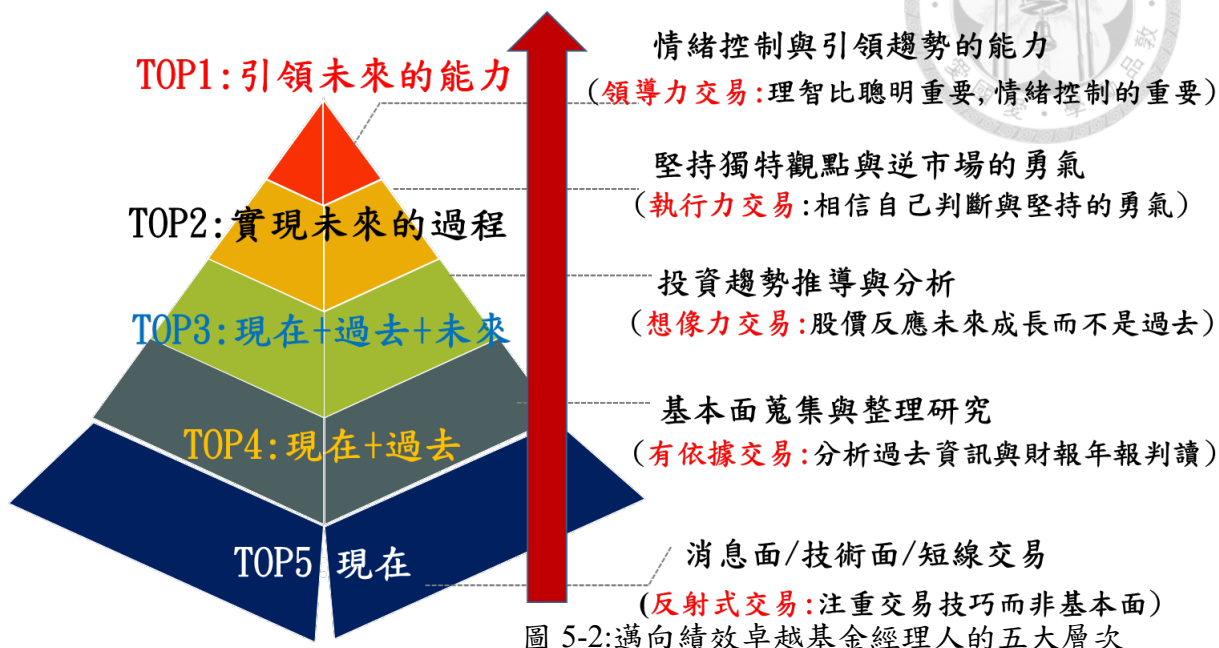 TOP1:引領未來的能力
情緒控制與引領趨勢的能力
(領導力交易:理智比聰明重要,情緒控制的重要)
TOP2:實現未來的過程
堅持獨特觀點與逆市場的勇氣
(執行力交易:相信自己判斷與堅持的勇氣)
TOP3:現在+過去+未來
投資趨勢推導與分析
(想像力交易:股價反應未來成長而不是過去)
TOP4:現在+過去
基本面蒐集與整理研究
(有依據交易:分析過去資訊與財報年報判讀)
TOP5 現在
消息面/技術面/短線交易
(反射式交易:注重交易技巧而非基本面)
圖 5-2:邁向績效卓越基金經理人的五大層次